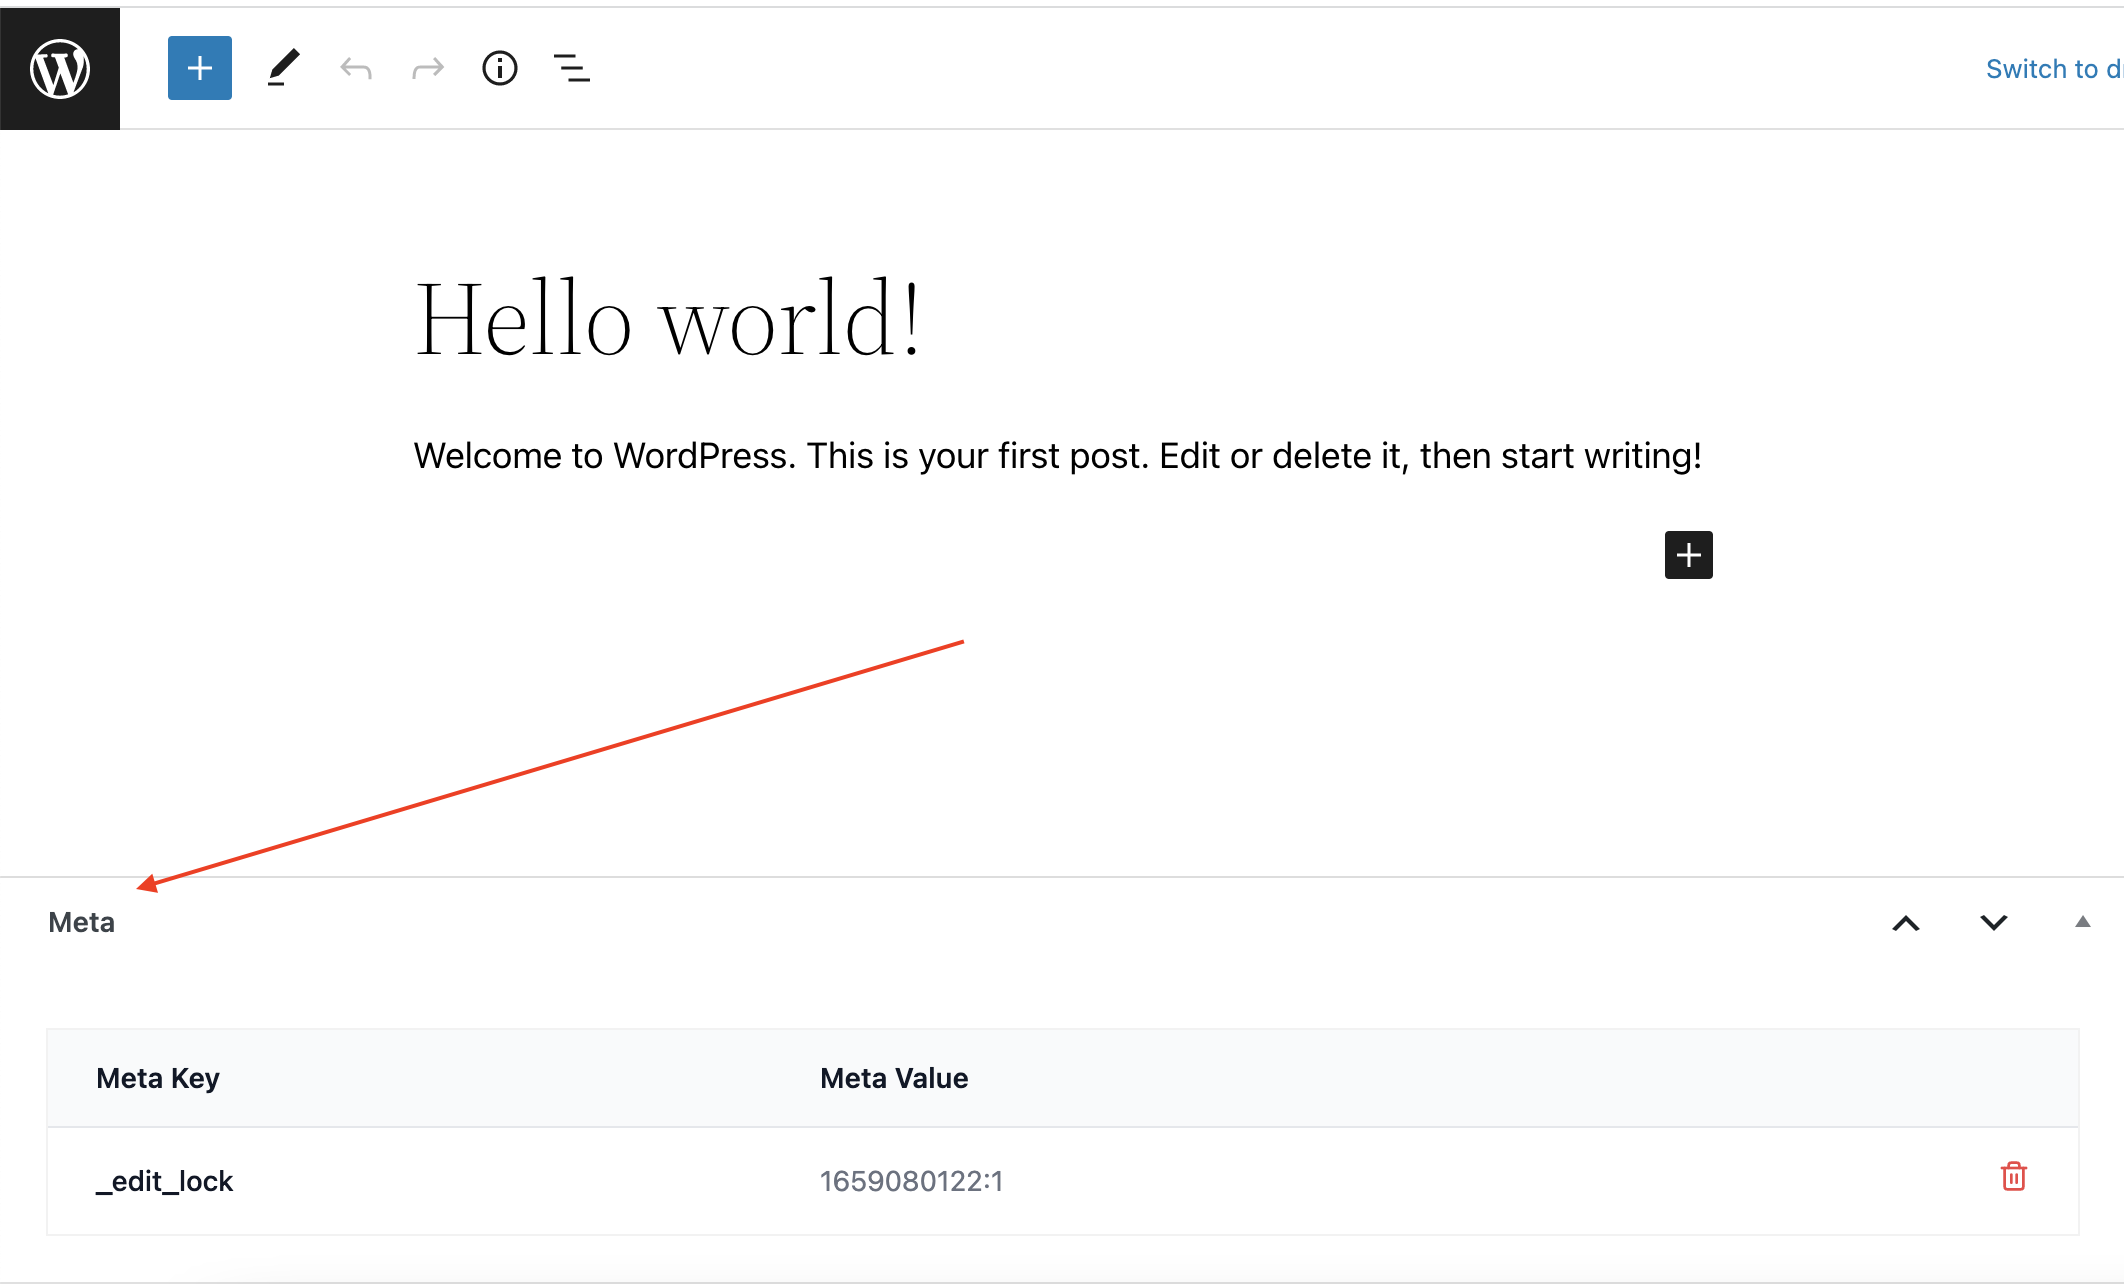 Switch to
Hello world!
Welcome to WordPress. This is your first post. Edit or delete it, then start writing!
Meta
Meta Key Meta Value
_edit_lock 1659080122:1